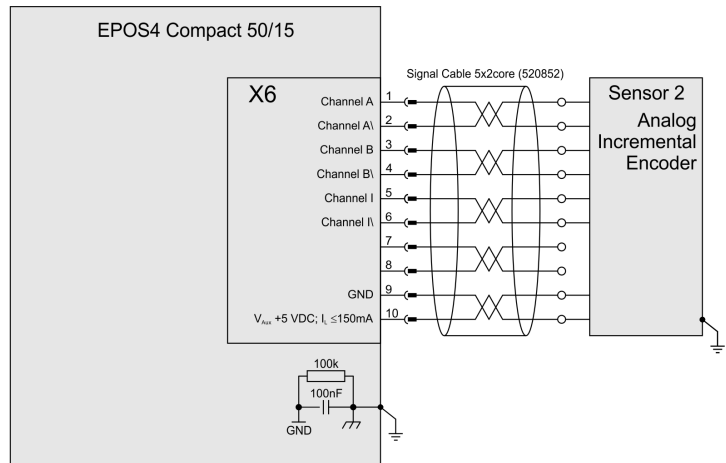 EPOS4 Compact 50/15
Signal Cable 5x2core (520852)
X6
Sensor 2
Analog
Incremental
Encoder
Channel A 1
Channel A\ 2
Channel B 3
Channel B\ 4
Channel I 5
Channel I\ 6
7
8
GND 9
VAux +5 VDC; IL ≤150mA 10
100k
100nF
GND